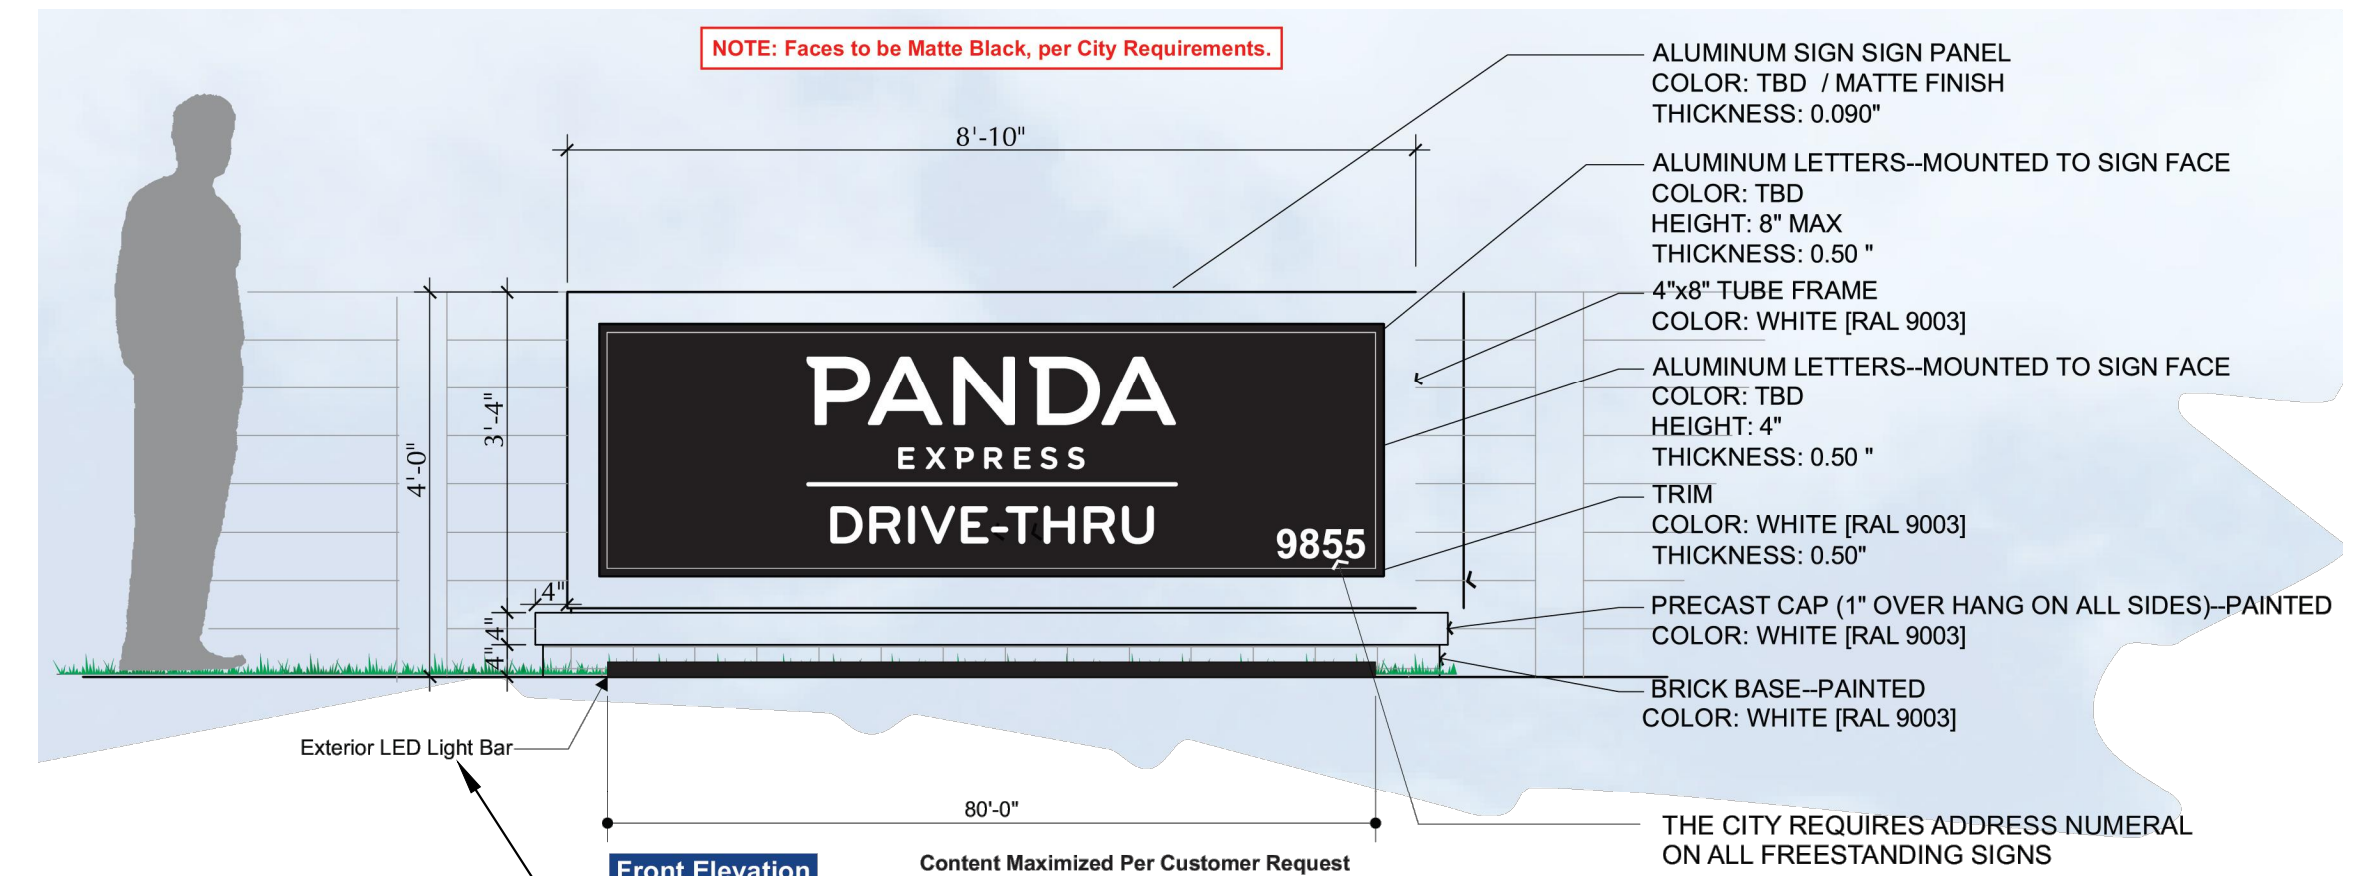 NOTE: Faces to be Matte Black, per City Requirements.
ALUMINUM SIGN SIGN PANEL
COLOR: TBD / MATTE FINISH
THICKNESS: 0.090"
8'-10"
ALUMINUM LETTERS--MOUNTED TO SIGN FACE
COLOR: TBD
HEIGHT: 8" MAX
THICKNESS: 0.50 "
4"x8" TUBE FRAME
COLOR: WHITE [RAL 9003]
ALUMINUM LETTERS--MOUNTED TO SIGN FACE
COLOR: TBD
HEIGHT: 4"
THICKNESS: 0.50 "
TRIM
COLOR: WHITE [RAL 9003]
THICKNESS: 0.50"
PRECAST CAP (1" OVER HANG ON ALL SIDES)--PAINTED
COLOR: WHITE [RAL 9003]
BRICK BASE--PAINTED
COLOR: WHITE [RAL 9003]
4'-0"
3'-4"
4"
4"
4"
PANDA
EXPRESS
DRIVE-THRU
9855
Exterior LED Light Bar
80'-0"
THE CITY REQUIRES ADDRESS NUMERAL
ON ALL FREESTANDING SIGNS
Front Elevation
Content Maximized Per Customer Request